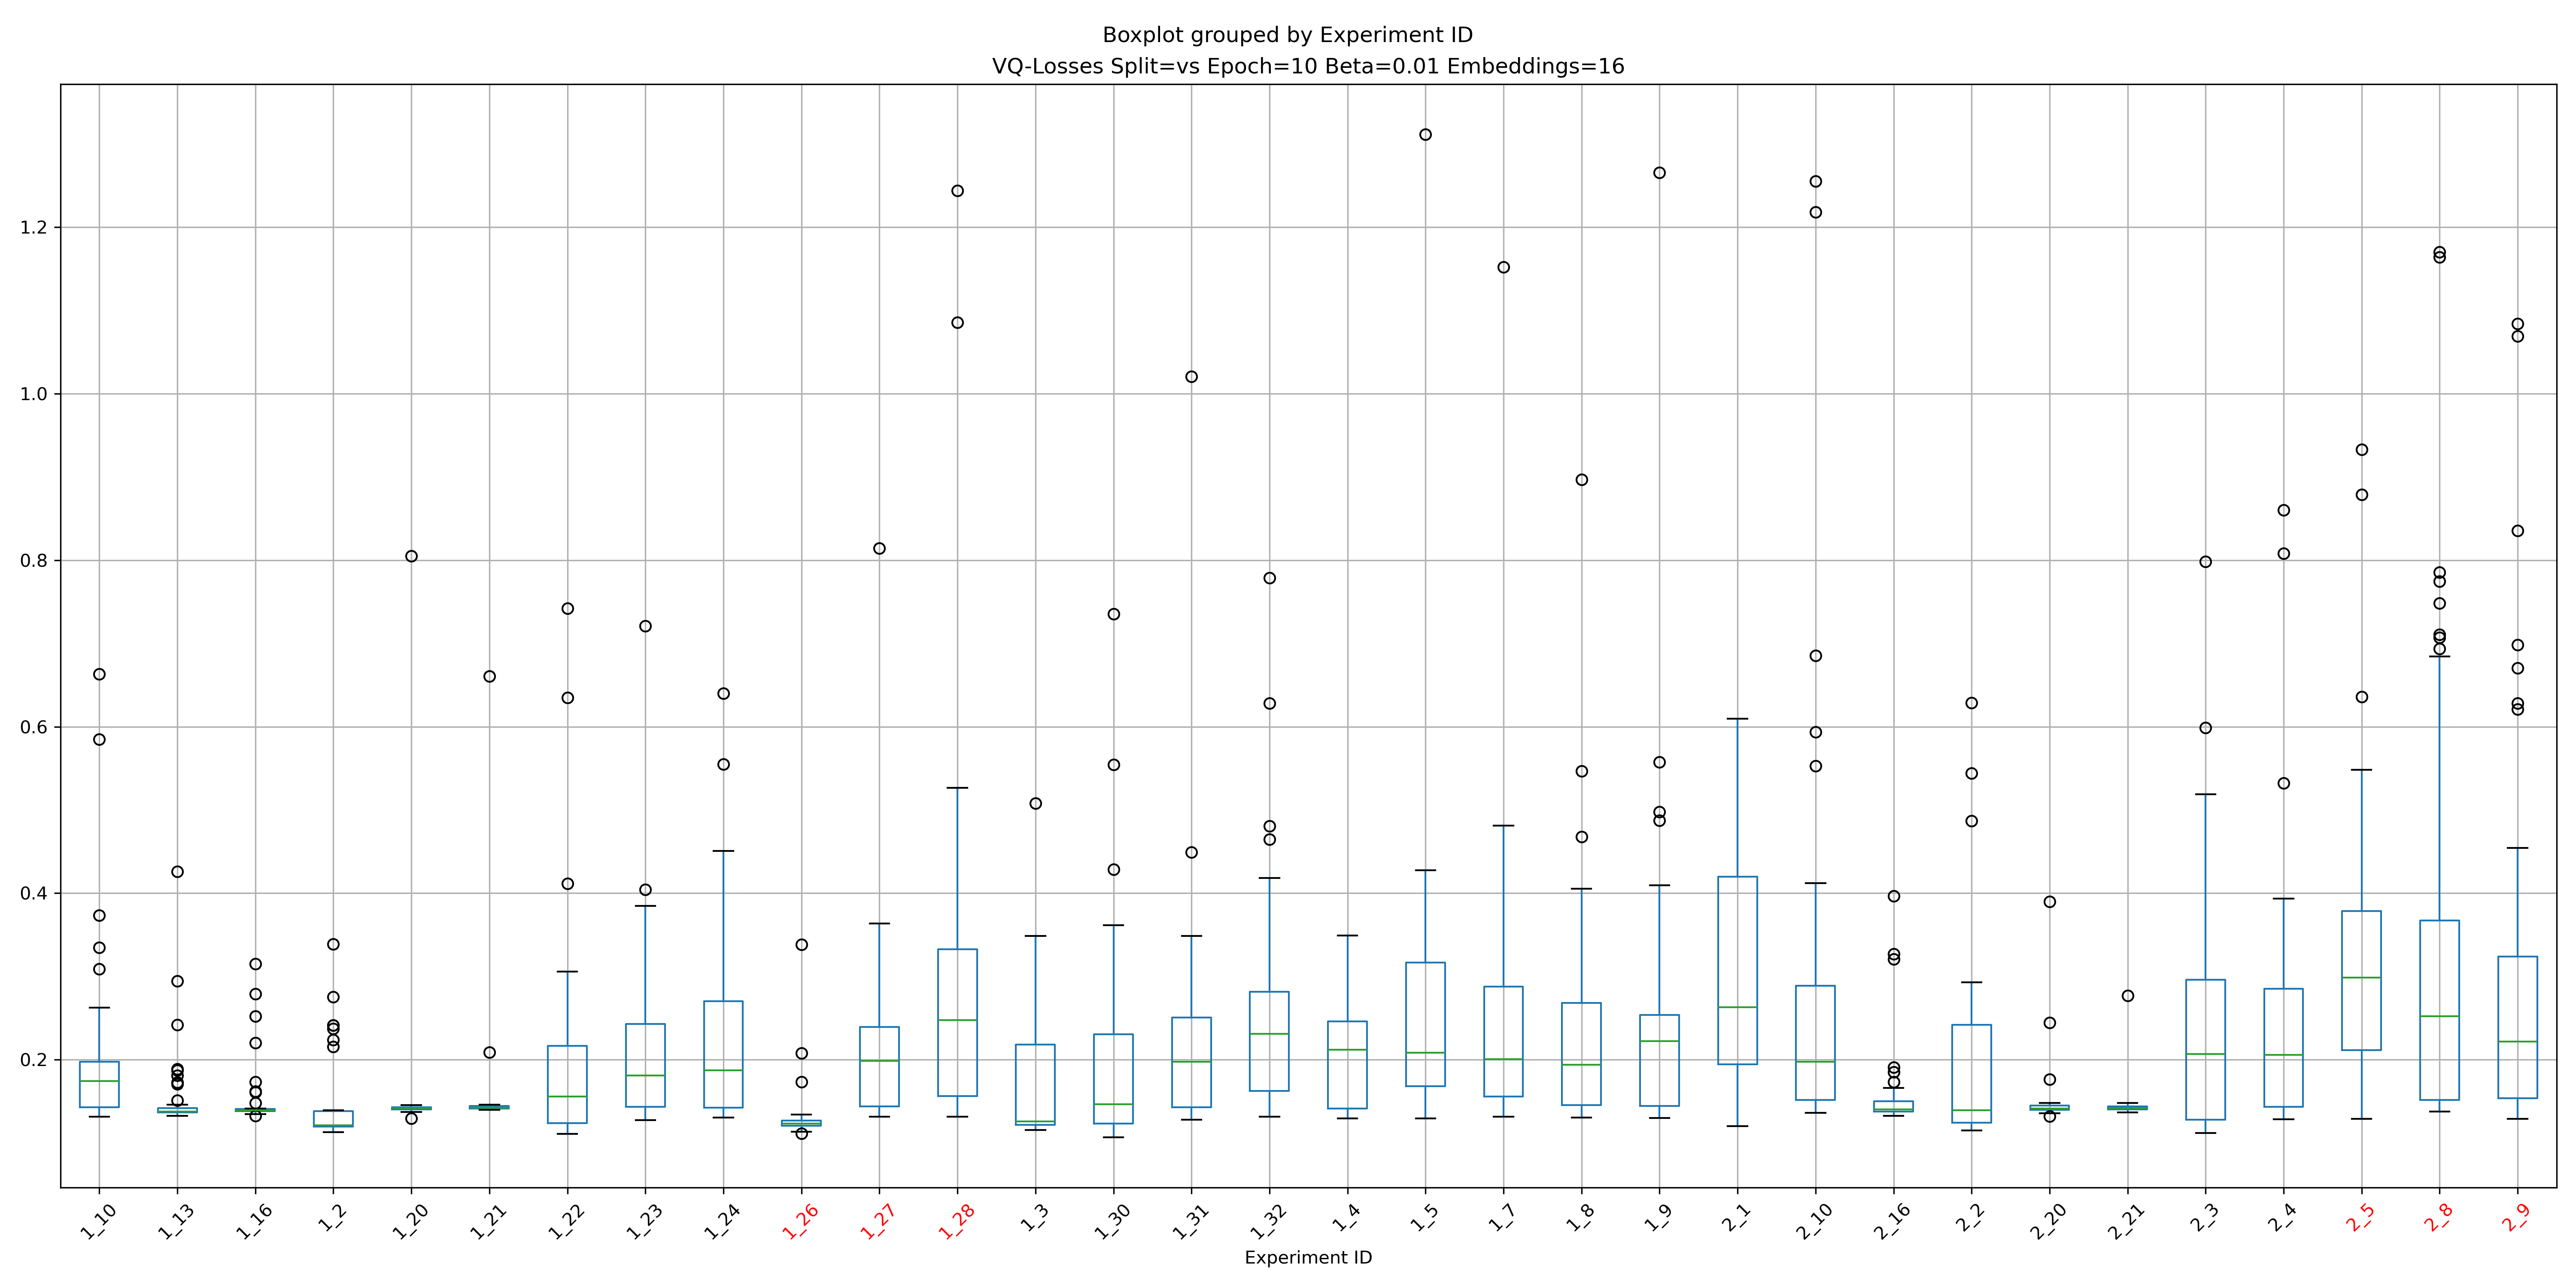 Boxplot grouped by Experiment ID
VQ-Losses Split=vs Epoch=10 Beta=0.01 Embeddings=16
1.2
1.0
0.8
0.6
0.4
0.2
1_10 1_13 1_16 1_2 1_20 1_21 1_22 1_23 1_24 1_26 1_27 1_28 1_3 1_30 1_31 1_32 1_4 1_5 1_7 1_8 1_9 2_1 2_10 2_16 2_2 2_20 2_21 2_3 2_4 2_5 2_8 2_9
Experiment ID